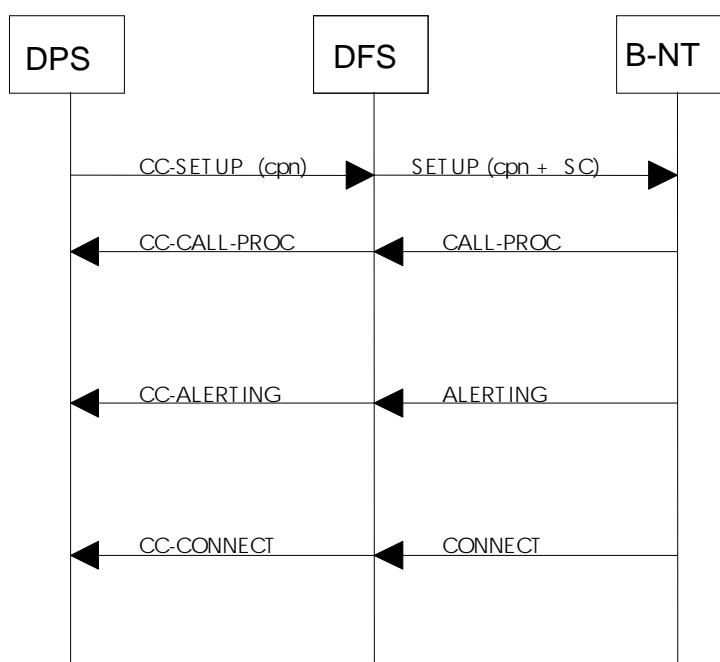 DPS DFS B-NT
CC-SETUP (cpn) SETUP (cpn + SC)
CC-CALL-PROC CALL-PROC
CC-ALERTING ALERTING
CC-CONNECT CONNECT